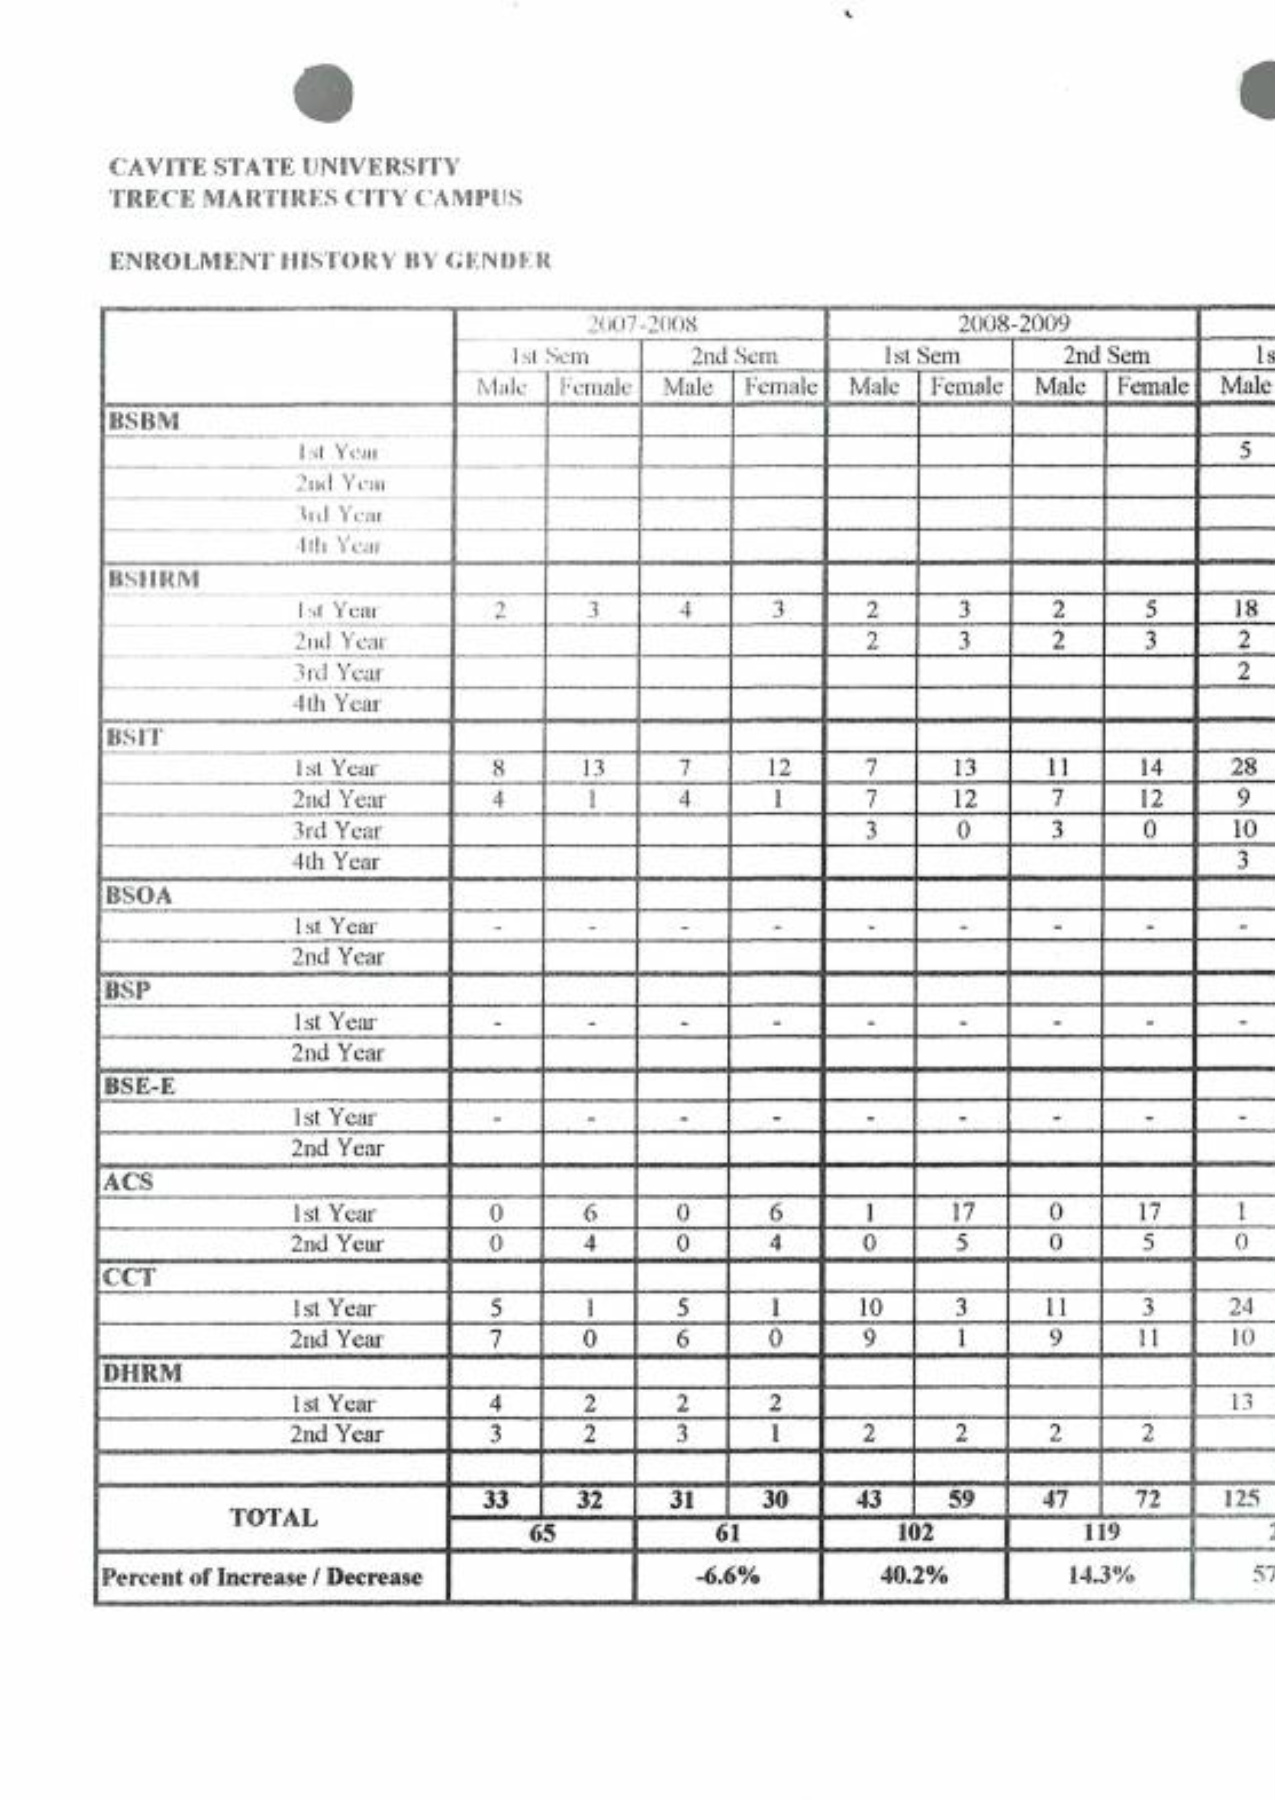 CAVITE STATE UNIVERSITY
TRECE MARTIRES CITY CAMPUS
ENROLMENT HISTORY BY GENDER
2007-2008 2008-2009
1st Sem 2nd Sem 1st Sem 2nd Sem 1s
Male Female Male Female Male Female Male Female Male
BSBM
1st Year 5
2nd Year
3rd Year
4th Year
BSHRM
1st Year 2 3 4 3 2 3 2 5 18
2nd Year 2 3 2 3 2
3rd Year 2
4th Year
BSIT
1st Year 8 13 7 12 7 13 11 14 28
2nd Year 4 1 4 1 7 12 7 12 9
3rd Year 3 0 3 0 10
4th Year 3
BSOA
1st Year - - - - - - - - -
2nd Year
BSP
1st Year - - - - - - - - -
2nd Year
BSE-E
1st Year - - - - - - - - -
2nd Year
ACS
1st Year 0 6 0 6 1 17 0 17 1
2nd Year 0 4 0 4 0 5 0 5 0
CCT
1st Year 5 1 5 1 10 3 11 3 24
2nd Year 7 0 6 0 9 1 9 11 10
DHRM
1st Year 4 2 2 2 13
2nd Year 3 2 3 1 2 2 2 2
33 32 31 30 43 59 47 72 125
TOTAL
65 61 102 119
Percent of Increase / Decrease -6.6% 40.2% 14.3% 57